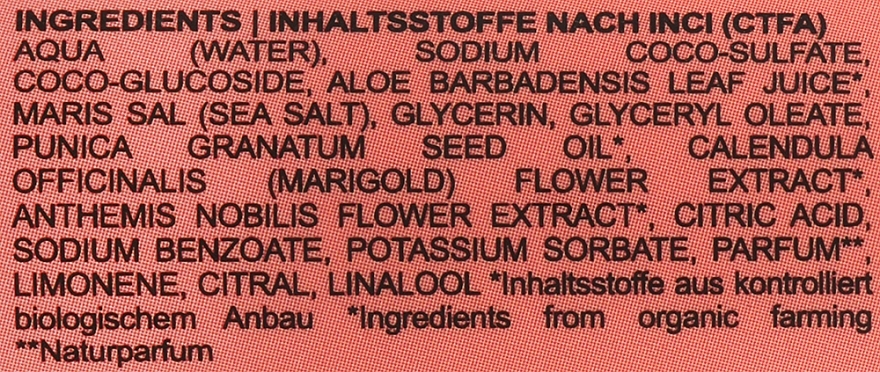 INGREDIENTS | INHALTSSTOFFE NACH INCI (CTFA)
AQUA (WATER), SODIUM COCO-SULFATE,
COCO-GLUCOSIDE, ALOE BARBADENSIS LEAF JUICE*,
MARIS SAL (SEA SALT), GLYCERIN, GLYCERYL OLEATE,
PUNICA GRANATUM SEED OIL*, CALENDULA
OFFICINALIS (MARIGOLD) FLOWER EXTRACT*,
ANTHEMIS NOBILIS FLOWER EXTRACT*, CITRIC ACID,
SODIUM BENZOATE, POTASSIUM SORBATE, PARFUM**,
LIMONENE, CITRAL, LINALOOL *Inhaltsstoffe aus kontrolliert
biologischem Anbau *Ingredients from organic farming
**Naturparfum